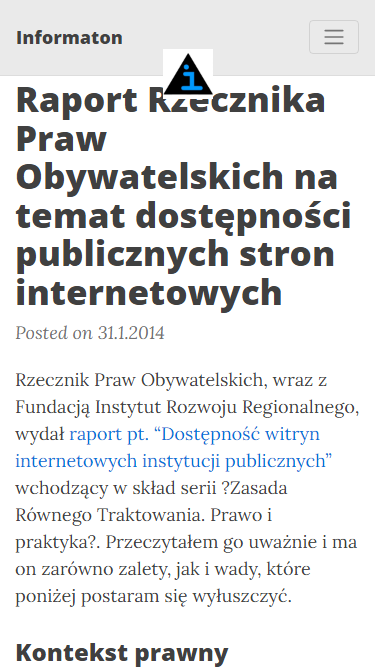 Informaton
i
Raport Rzecznika
Praw
Obywatelskich na
temat dostępności
publicznych stron
internetowych
Posted on 31.1.2014
Rzecznik Praw Obywatelskich, wraz z
Fundacją Instytut Rozwoju Regionalnego,
wydał raport pt. “Dostępność witryn
internetowych instytucji publicznych”
wchodzący w skład serii ?Zasada
Równego Traktowania. Prawo i
praktyka?. Przeczytałem go uważnie i ma
on zarówno zalety, jak i wady, które
poniżej postaram się wyłuszczyć.
Kontekst prawny